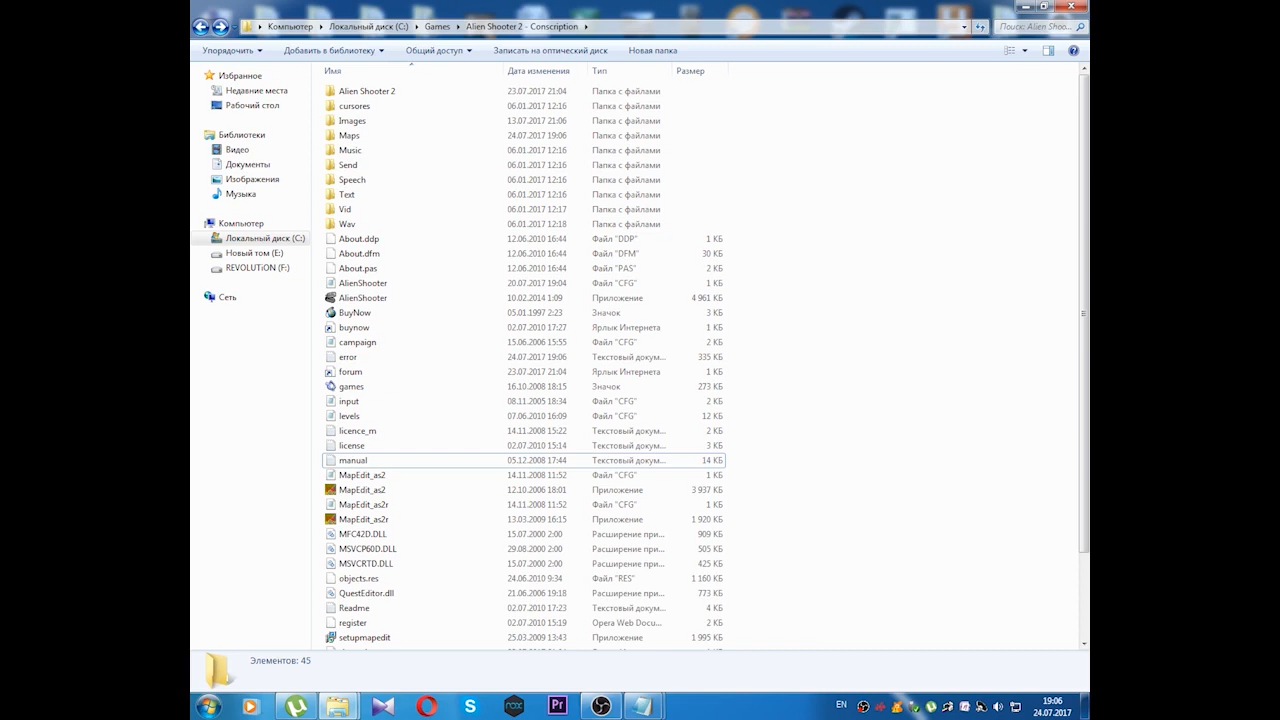 Компьютер Локальный диск (C:) Games Alien Shooter 2 - Conscription Поиск: Alien Shoo...
Упорядочить Добавить в библиотеку Общий доступ Записать на оптический диск Новая папка
Избранное
Недавние места
Рабочий стол
Библиотеки
Видео
Документы
Изображения
Музыка
Компьютер
Локальный диск (C:)
Новый том (E:)
REVOLUTiON (F:)
Сеть
Имя Дата изменения Тип Размер
Alien Shooter 2 23.07.2017 21:04 Папка с файлами
cursores 06.01.2017 12:16 Папка с файлами
Images 13.07.2017 21:06 Папка с файлами
Maps 24.07.2017 19:06 Папка с файлами
Music 06.01.2017 12:16 Папка с файлами
Send 06.01.2017 12:16 Папка с файлами
Speech 06.01.2017 12:16 Папка с файлами
Text 06.01.2017 12:16 Папка с файлами
Vid 06.01.2017 12:17 Папка с файлами
Wav 06.01.2017 12:18 Папка с файлами
About.ddp 12.06.2010 16:44 Файл "DDP" 1 КБ
About.dfm 12.06.2010 16:44 Файл "DFM" 30 КБ
About.pas 12.06.2010 16:44 Файл "PAS" 2 КБ
AlienShooter 20.07.2017 19:04 Файл "CFG" 1 КБ
AlienShooter 10.02.2014 1:09 Приложение 4 961 КБ
BuyNow 05.01.1997 2:23 Значок 3 КБ
buynow 02.07.2010 17:27 Ярлык Интернета 1 КБ
campaign 15.06.2006 15:55 Файл "CFG" 2 КБ
error 24.07.2017 19:06 Текстовый докум... 335 КБ
forum 23.07.2017 21:04 Ярлык Интернета 1 КБ
games 16.10.2008 18:15 Значок 273 КБ
input 08.11.2005 18:34 Файл "CFG" 2 КБ
levels 07.06.2010 16:09 Файл "CFG" 12 КБ
licence_m 14.11.2008 15:22 Текстовый докум... 2 КБ
license 02.07.2010 15:14 Текстовый докум... 3 КБ
manual 05.12.2008 17:44 Текстовый докум... 14 КБ
MapEdit_as2 14.11.2008 11:52 Файл "CFG" 1 КБ
MapEdit_as2 12.10.2006 18:01 Приложение 3 937 КБ
MapEdit_as2r 14.11.2008 11:52 Файл "CFG" 1 КБ
MapEdit_as2r 13.03.2009 16:15 Приложение 1 920 КБ
MFC42D.DLL 15.07.2000 2:00 Расширение при... 909 КБ
MSVCP60D.DLL 29.08.2000 2:00 Расширение при... 505 КБ
MSVCRTD.DLL 15.07.2000 2:00 Расширение при... 425 КБ
objects.res 24.06.2010 9:34 Файл "RES" 1 160 КБ
QuestEditor.dll 21.06.2006 19:18 Расширение при... 773 КБ
Readme 02.07.2010 17:23 Текстовый докум... 4 КБ
register 02.07.2010 15:19 Opera Web Docu... 2 КБ
setupmapedit 25.03.2009 13:43 Приложение 1 995 КБ
Элементов: 45
nox Pr EN 19:06
24.07.2017